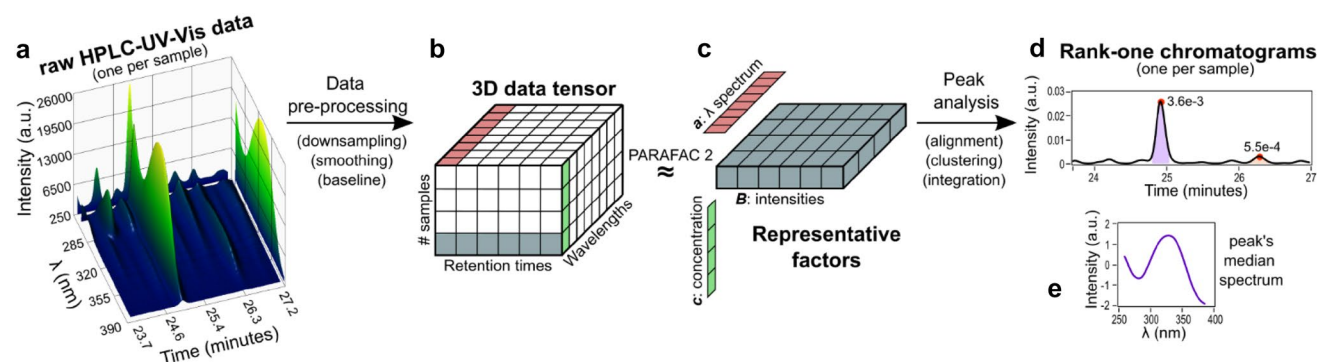 a
raw HPLC-UV-Vis data
(one per sample)
26000
19500
13000
6500
250
Intensity (a.u.)
285
320
355
390
λ (nm)
23.7
24.6
25.4
26.3
27.2
Time (minutes)
Data
pre-processing
(downsampling)
(smoothing)
(baseline)
b
3D data tensor
# samples
Retention times
Wavelengths
PARAFAC 2
≈
c
a: λ spectrum
B: intensities
c: concentration
Representative
factors
Peak
analysis
(alignment)
(clustering)
(integration)
d
Rank-one chromatograms
(one per sample)
Intensity (a.u.)
0.03
0.02
0.01
0
3.6e-3
5.5e-4
24
25
26
27
Time (minutes)
e
Intensity (a.u.)
1
0
-1
-2
250
300
350
400
λ (nm)
peak's
median
spectrum